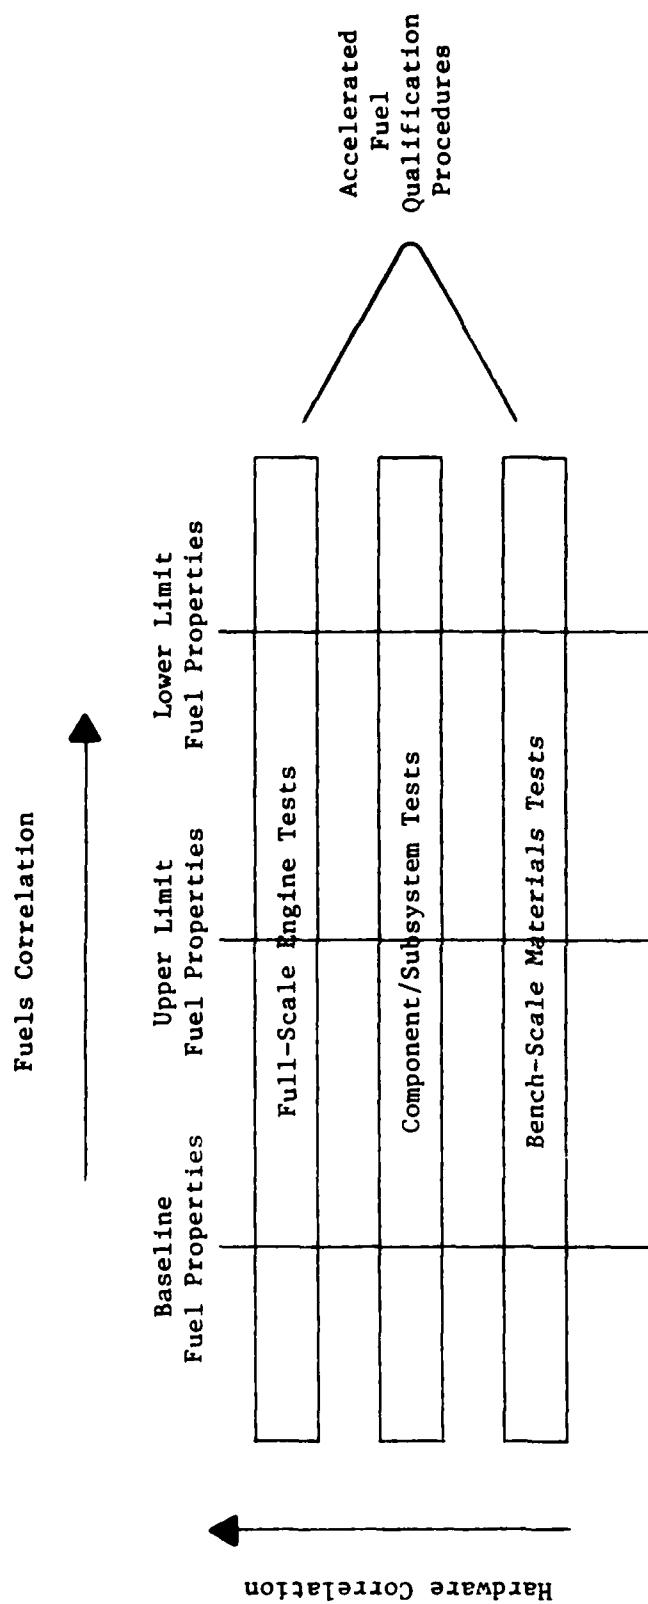 Fuels Correlation
Baseline
Fuel Properties
Upper Limit
Fuel Properties
Lower Limit
Fuel Properties
Hardware Correlation
Full-Scale Engine Tests
Component/Subsystem Tests
Bench-Scale Materials Tests
Accelerated
Fuel
Qualification
Procedures